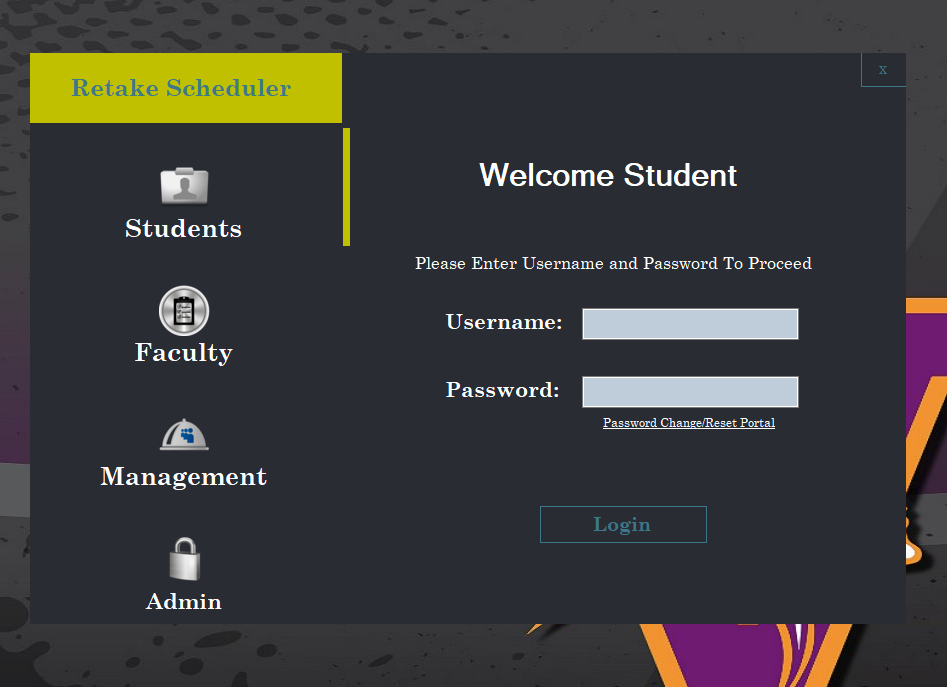 Retake Scheduler
x
Students
Faculty
Management
Admin
Welcome Student
Please Enter Username and Password To Proceed
Username:
Password:
Password Change/Reset Portal
Login